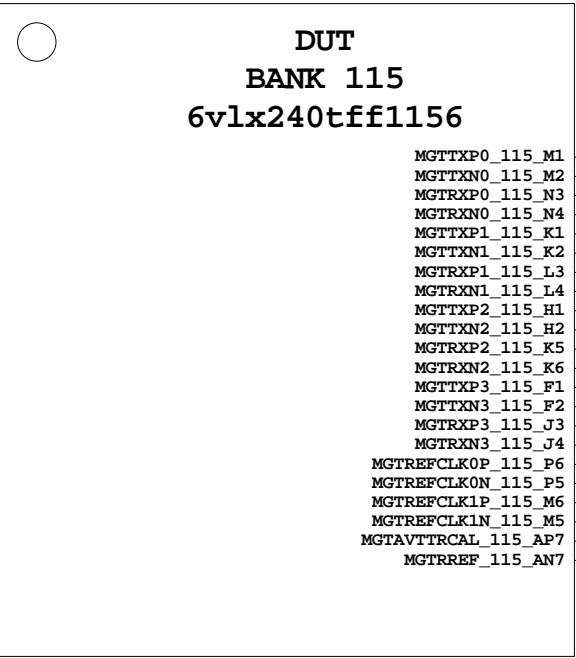 DUT
BANK 115
6vlx240tff1156
MGTTXP0_115_M1
MGTTXN0_115_M2
MGTRXP0_115_N3
MGTRXN0_115_N4
MGTTXP1_115_K1
MGTTXN1_115_K2
MGTRXP1_115_L3
MGTRXN1_115_L4
MGTTXP2_115_H1
MGTTXN2_115_H2
MGTRXP2_115_K5
MGTRXN2_115_K6
MGTTXP3_115_F1
MGTTXN3_115_F2
MGTRXP3_115_J3
MGTRXN3_115_J4
MGTREFCLK0P_115_P6
MGTREFCLK0N_115_P5
MGTREFCLK1P_115_M6
MGTREFCLK1N_115_M5
MGTAVTTRCAL_115_AP7
MGTRREF_115_AN7